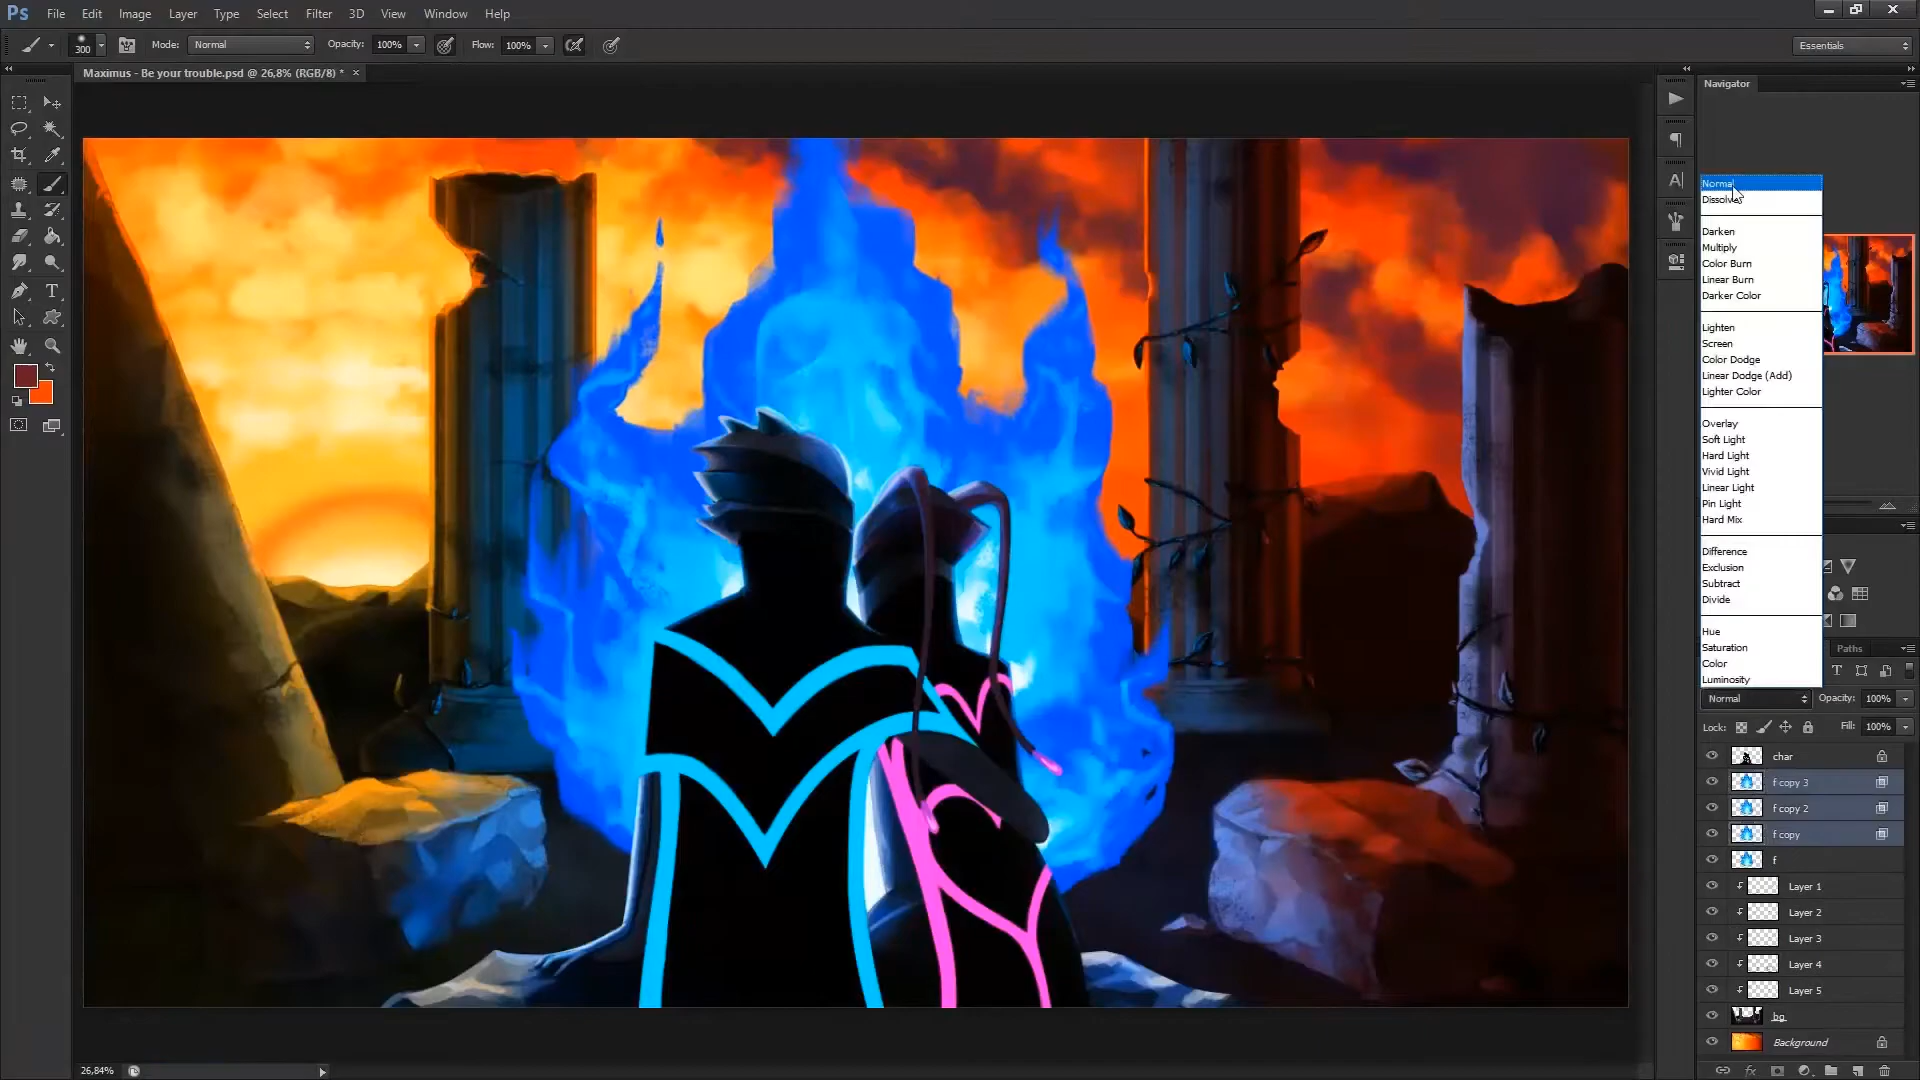 Ps File Edit Image Layer Type Select Filter 3D View Window Help
300 Mode: Normal Opacity: 100% Flow: 100% Essentials
Maximus - Be your trouble.psd @ 26,8% (RGB/8) * ×
Navigator
Normal
Dissolve
Darken
Multiply
Color Burn
Linear Burn
Darker Color
Lighten
Screen
Color Dodge
Linear Dodge (Add)
Lighter Color
Overlay
Soft Light
Hard Light
Vivid Light
Linear Light
Pin Light
Hard Mix
Difference
Exclusion
Subtract
Divide
Hue
Saturation
Color
Luminosity
Paths
Normal Opacity: 100%
Lock: Fill: 100%
char
f copy 3
f copy 2
f copy
f
Layer 1
Layer 2
Layer 3
Layer 4
Layer 5
bg
Background
26,84%